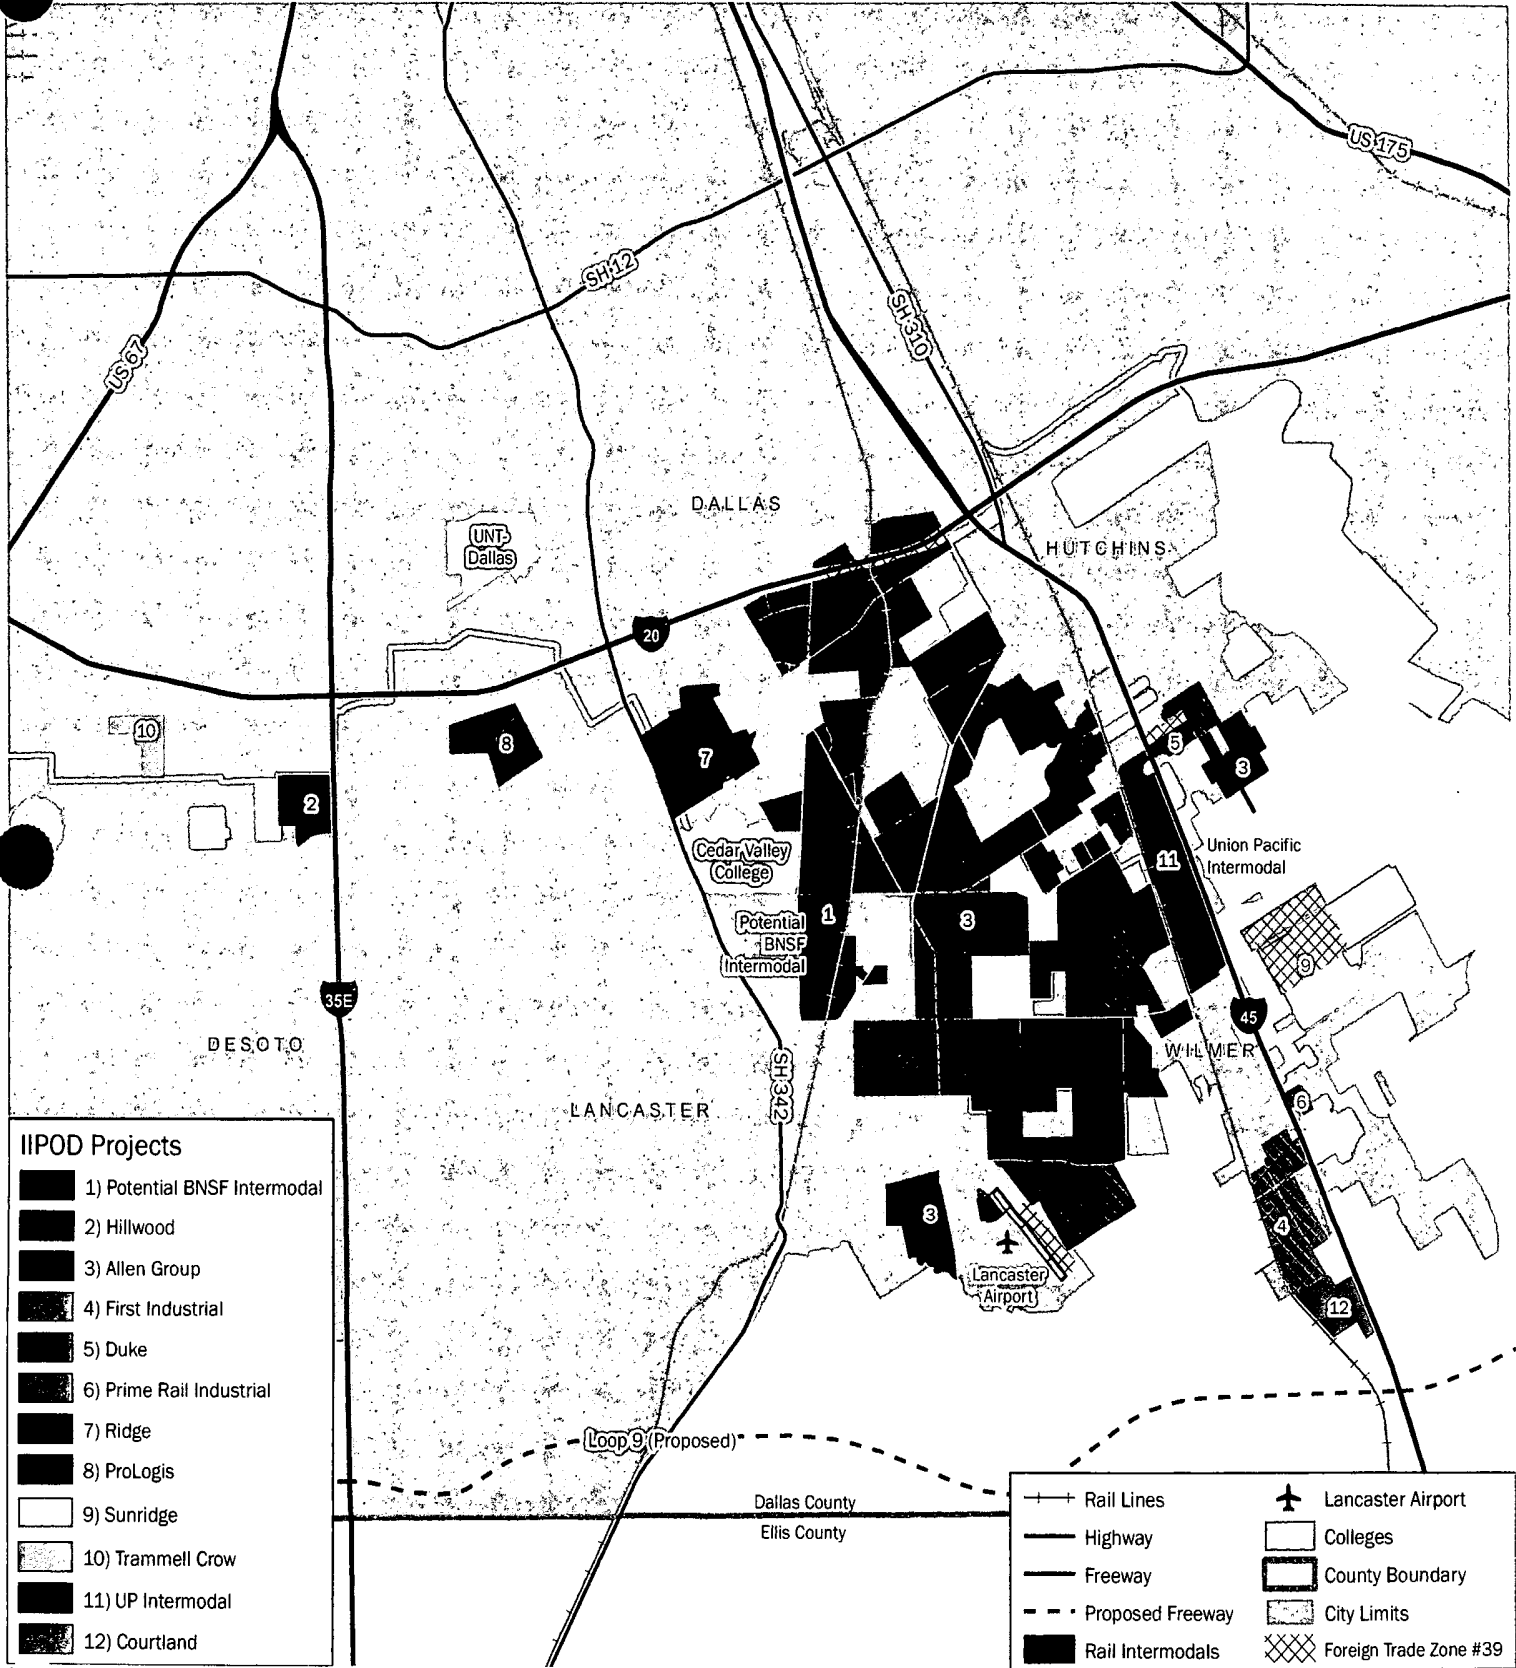 US 175
SH 12
SH 310
US 67
DALLAS
UNT-
Dallas
HUTCHINS
20
10
8
7
5
3
2
Cedar Valley
College
11
Union Pacific
Intermodal
1
3
Potential
BNSF
Intermodal
9
35E
45
DESOTO
WILMER
SH 342
LANCASTER
6
3
4
Lancaster
Airport
12
Loop 9 (Proposed)
Dallas County
Ellis County
IIPOD Projects
1) Potential BNSF Intermodal
2) Hillwood
3) Allen Group
4) First Industrial
5) Duke
6) Prime Rail Industrial
7) Ridge
8) ProLogis
9) Sunridge
10) Trammell Crow
11) UP Intermodal
12) Courtland
Rail Lines
Highway
Freeway
Proposed Freeway
Rail Intermodals
Lancaster Airport
Colleges
County Boundary
City Limits
Foreign Trade Zone #39